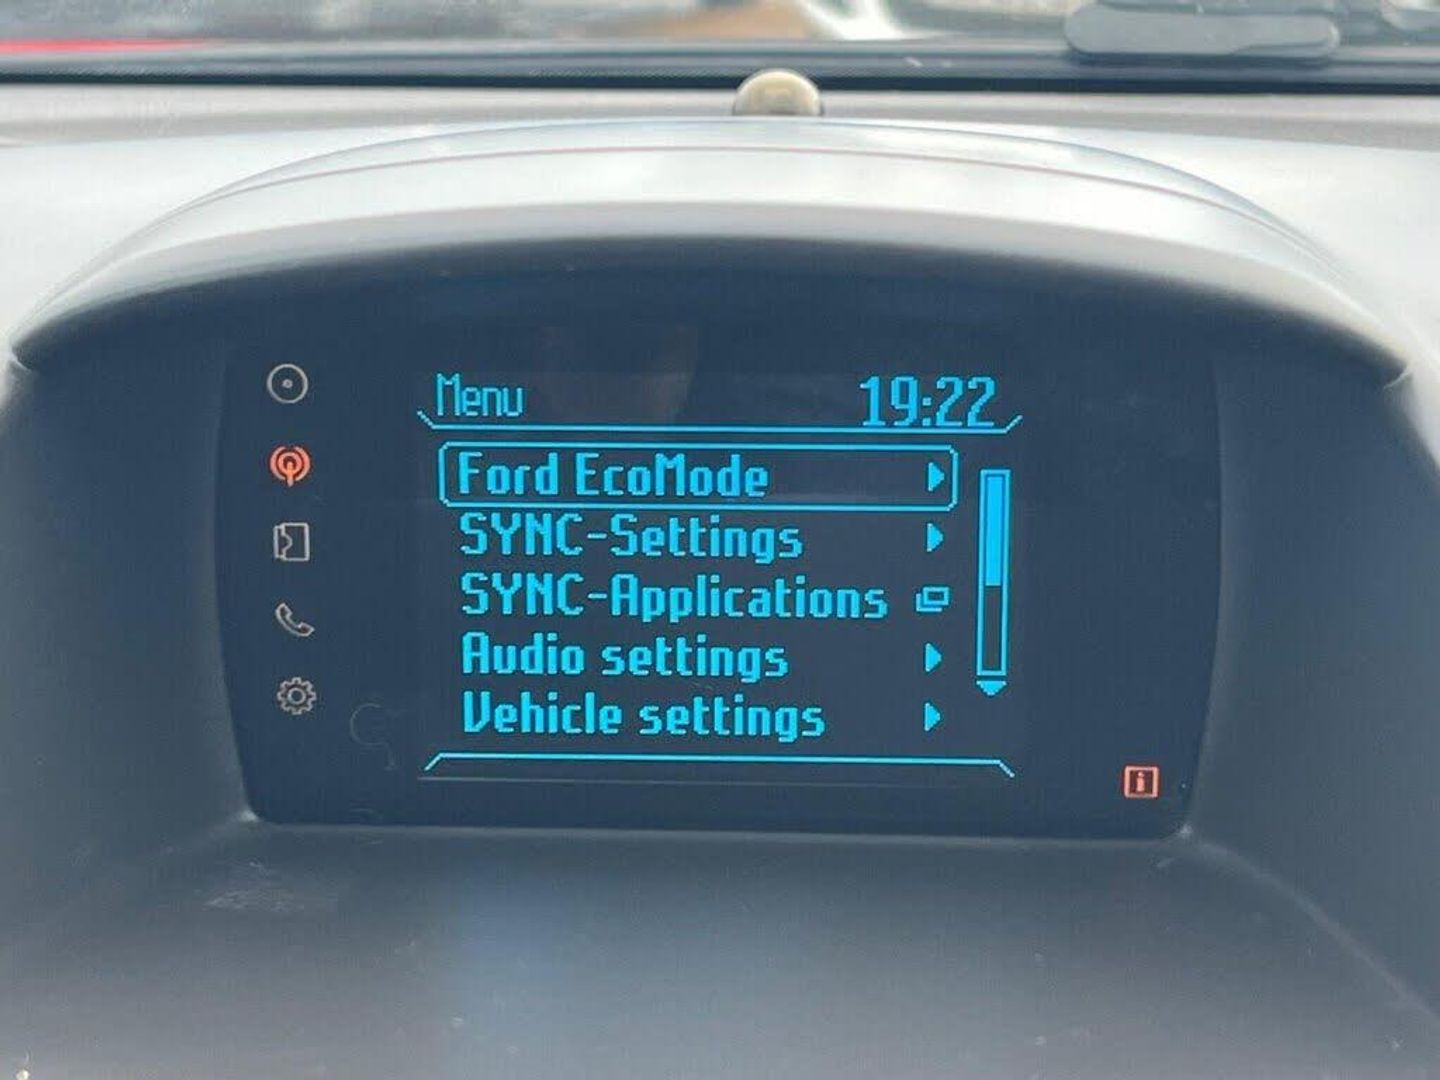 Menu 19:22
Ford EcoMode
SYNC-Settings
SYNC-Applications
Audio settings
Vehicle settings
i